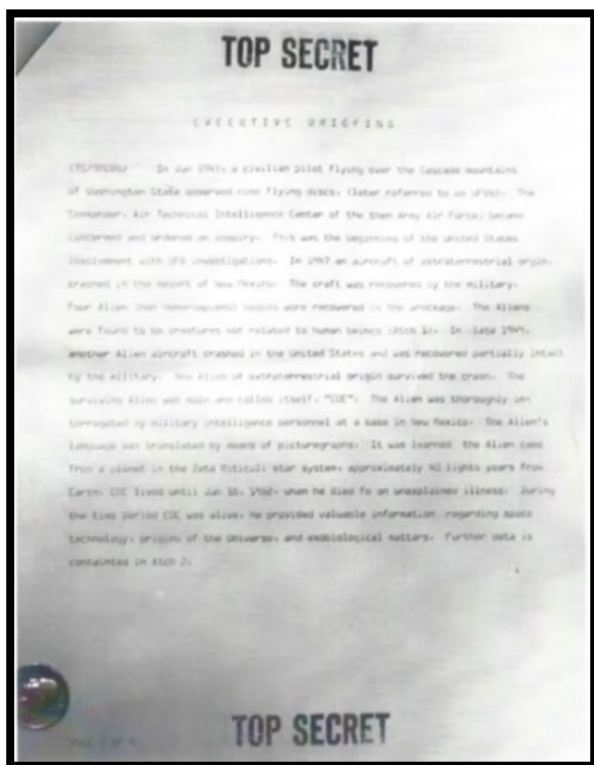 TOP SECRET
EXECUTIVE BRIEFING
(TS/ORCON) In Jun 1947, a civilian pilot flying over the Cascade mountains
of Washington State observed nine flying discs, (later referred to as UFOs). The
Commander, Air Technical Intelligence Center of the then Army Air Force, became
concerned and ordered an inquiry. This was the beginning of the United States
involvement with UFO investigations. In 1947 an aircraft of extraterrestrial origin,
crashed in the desert of New Mexico. The craft was recovered by the military.
Four Alien (non bodies were recovered in the wreckage. The Aliens
were found to be creatures not related to human beings (Atch 1). In late 1949,
another Alien aircraft crashed in the United States and was recovered partially intact
by the military. One Alien of extraterrestrial origin survived the crash. The
surviving Alien was male and called itself, "EBE". The Alien was thoroughly in-
terrogated by military intelligence personnel at a base in New Mexico. The Alien's
language was translated by means of picturegraphs. It was learned the Alien came
from a planet in the Zeta Riticuli star system, approximately 40 lights years from
Earth. EBE lived until Jun 18, 1952, when he died to an unexplained illness. During
the time period EBE was alive, he provided valuable information regarding space
technology, origins of the Universe, and exobiological matters. Further data is
containted in Atch 2.
TOP SECRET